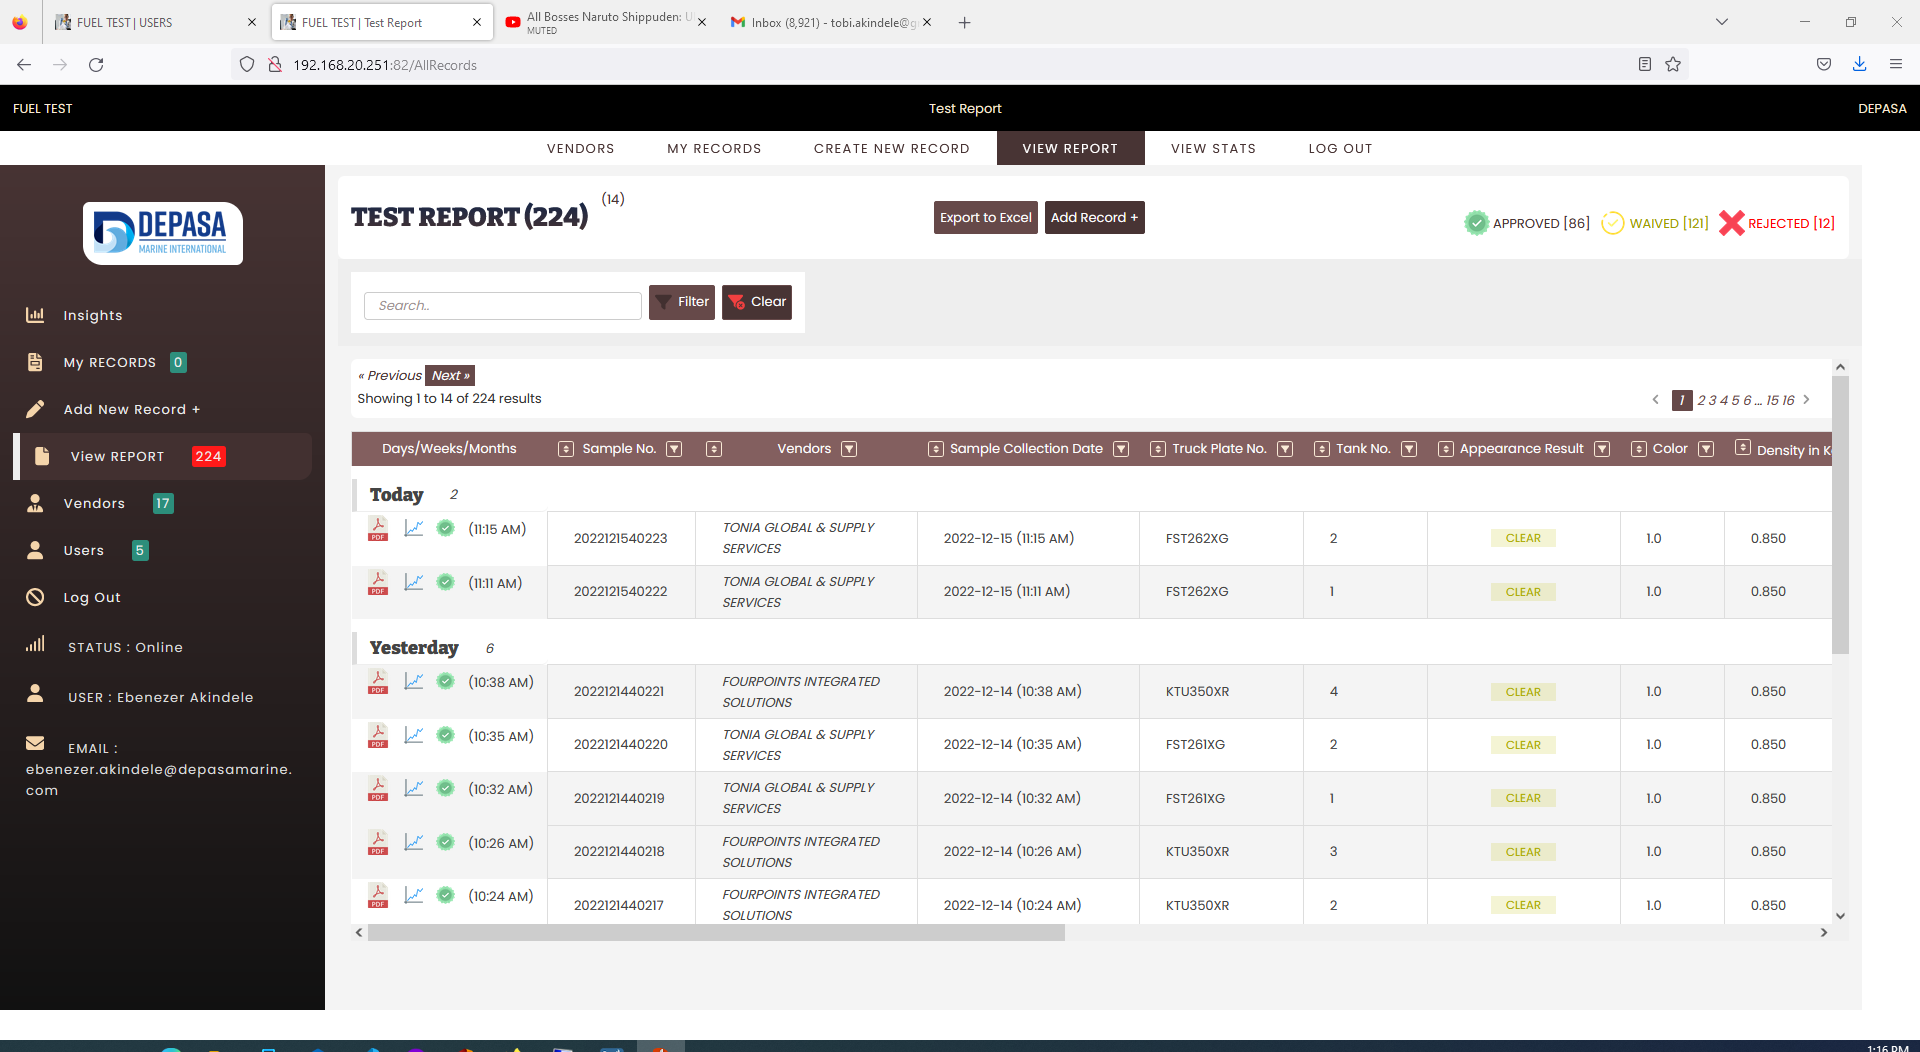 FUEL TEST | USERS
FUEL TEST | Test Report
All Bosses Naruto Shippuden: U
MUTED
Inbox (8,921) - tobi.akindele@g
192.168.20.251:82/AllRecords
FUEL TEST
Test Report
DEPASA
VENDORS
MY RECORDS
CREATE NEW RECORD
VIEW REPORT
VIEW STATS
LOG OUT
DEPASA
MARINE INTERNATIONAL
Insights
My RECORDS 0
Add New Record +
View REPORT 224
Vendors 17
Users 5
Log Out
STATUS : Online
USER : Ebenezer Akindele
EMAIL :
ebenezer.akindele@depasamarine.
com
TEST REPORT (224) (14)
Export to Excel
Add Record +
APPROVED [86]
WAIVED [121]
REJECTED [12]
Search..
Filter
Clear
« Previous Next »
Showing 1 to 14 of 224 results
‹ 1 2 3 4 5 6 ... 15 16 ›
Days/Weeks/Months Sample No. Vendors Sample Collection Date Truck Plate No. Tank No. Appearance Result Color Density in K
Today 2
PDF (11:15 AM) 2022121540223 TONIA GLOBAL & SUPPLY SERVICES 2022-12-15 (11:15 AM) FST262XG 2 CLEAR 1.0 0.850
PDF (11:11 AM) 2022121540222 TONIA GLOBAL & SUPPLY SERVICES 2022-12-15 (11:11 AM) FST262XG 1 CLEAR 1.0 0.850
Yesterday 6
PDF (10:38 AM) 2022121440221 FOURPOINTS INTEGRATED SOLUTIONS 2022-12-14 (10:38 AM) KTU350XR 4 CLEAR 1.0 0.850
PDF (10:35 AM) 2022121440220 TONIA GLOBAL & SUPPLY SERVICES 2022-12-14 (10:35 AM) FST261XG 2 CLEAR 1.0 0.850
PDF (10:32 AM) 2022121440219 TONIA GLOBAL & SUPPLY SERVICES 2022-12-14 (10:32 AM) FST261XG 1 CLEAR 1.0 0.850
PDF (10:26 AM) 2022121440218 FOURPOINTS INTEGRATED SOLUTIONS 2022-12-14 (10:26 AM) KTU350XR 3 CLEAR 1.0 0.850
PDF (10:24 AM) 2022121440217 FOURPOINTS INTEGRATED SOLUTIONS 2022-12-14 (10:24 AM) KTU350XR 2 CLEAR 1.0 0.850
1:16 PM